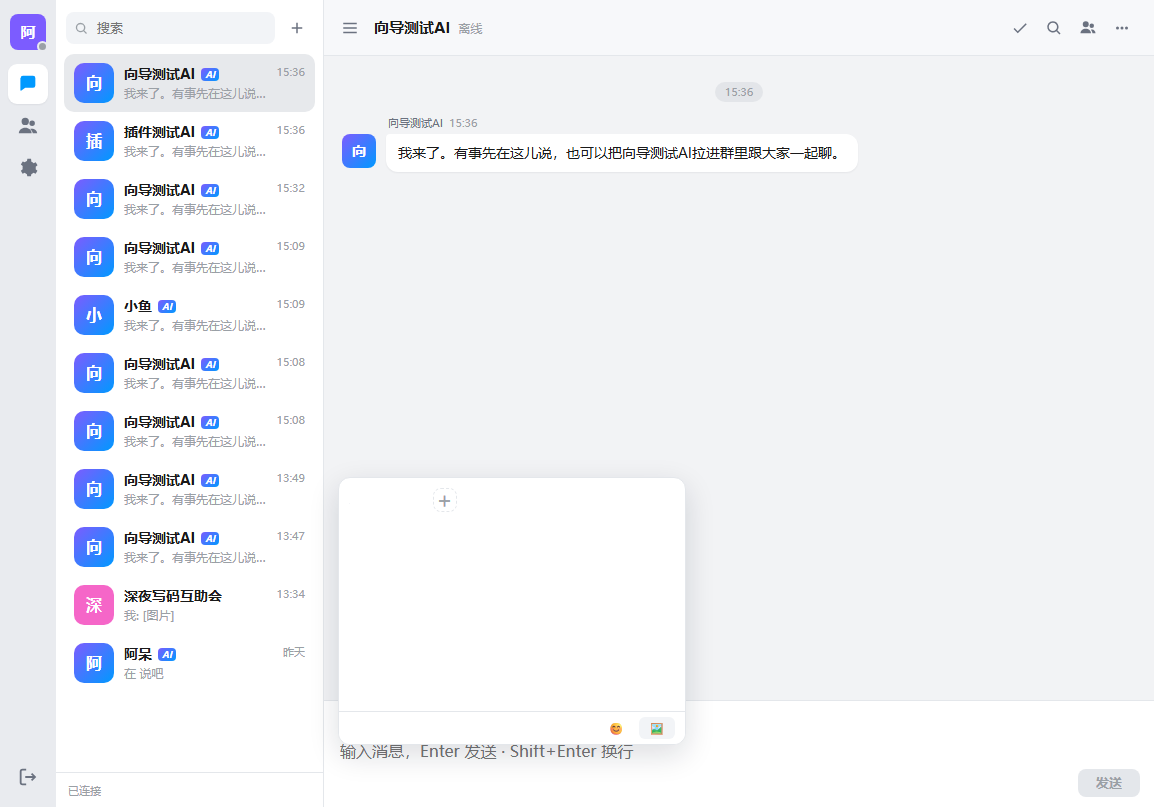 阿
搜索
向 向导测试AI AI 15:36
我来了。有事先在这儿说...
插 插件测试AI AI 15:36
我来了。有事先在这儿说...
向 向导测试AI AI 15:32
我来了。有事先在这儿说...
向 向导测试AI AI 15:09
我来了。有事先在这儿说...
小 小鱼 AI 15:09
我来了。有事先在这儿说...
向 向导测试AI AI 15:08
我来了。有事先在这儿说...
向 向导测试AI AI 15:08
我来了。有事先在这儿说...
向 向导测试AI AI 13:49
我来了。有事先在这儿说...
向 向导测试AI AI 13:47
我来了。有事先在这儿说...
深 深夜写码互助会 13:34
我: [图片]
阿 阿呆 AI 昨天
在 说吧
已连接
向导测试AI 离线
15:36
向导测试AI 15:36
向 我来了。有事先在这儿说，也可以把向导测试AI拉进群里跟大家一起聊。
输入消息，Enter 发送 · Shift+Enter 换行
发送